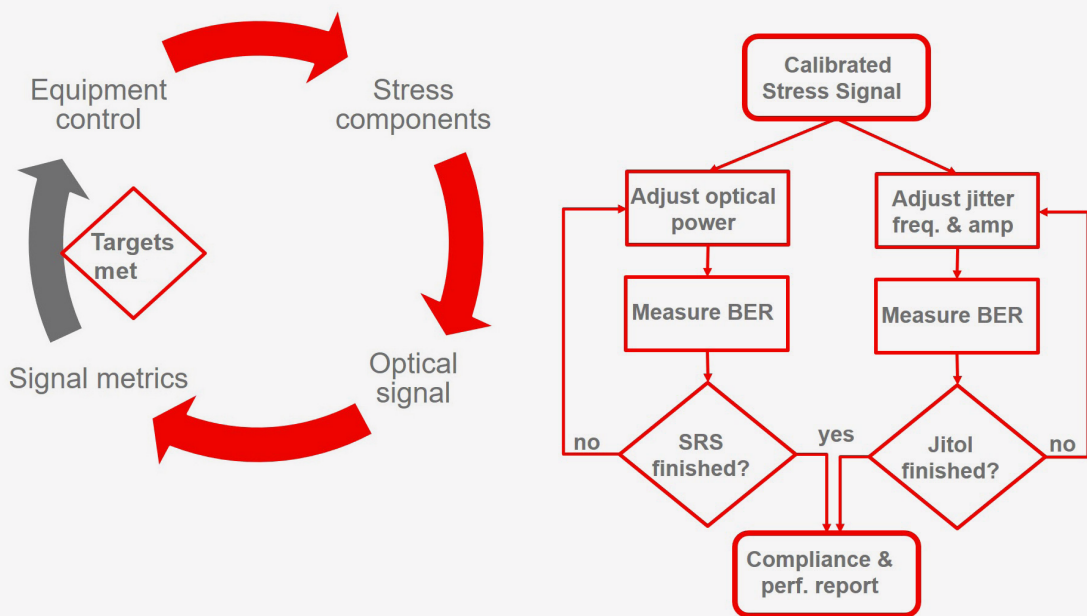 Equipment
control
Stress
components
Targets
met
Signal metrics
Optical
signal
Calibrated
Stress Signal
Adjust optical
power
Adjust jitter
freq. & amp
Measure BER
Measure BER
no
SRS
finished?
yes
Jitol
finished?
no
Compliance &
perf. report